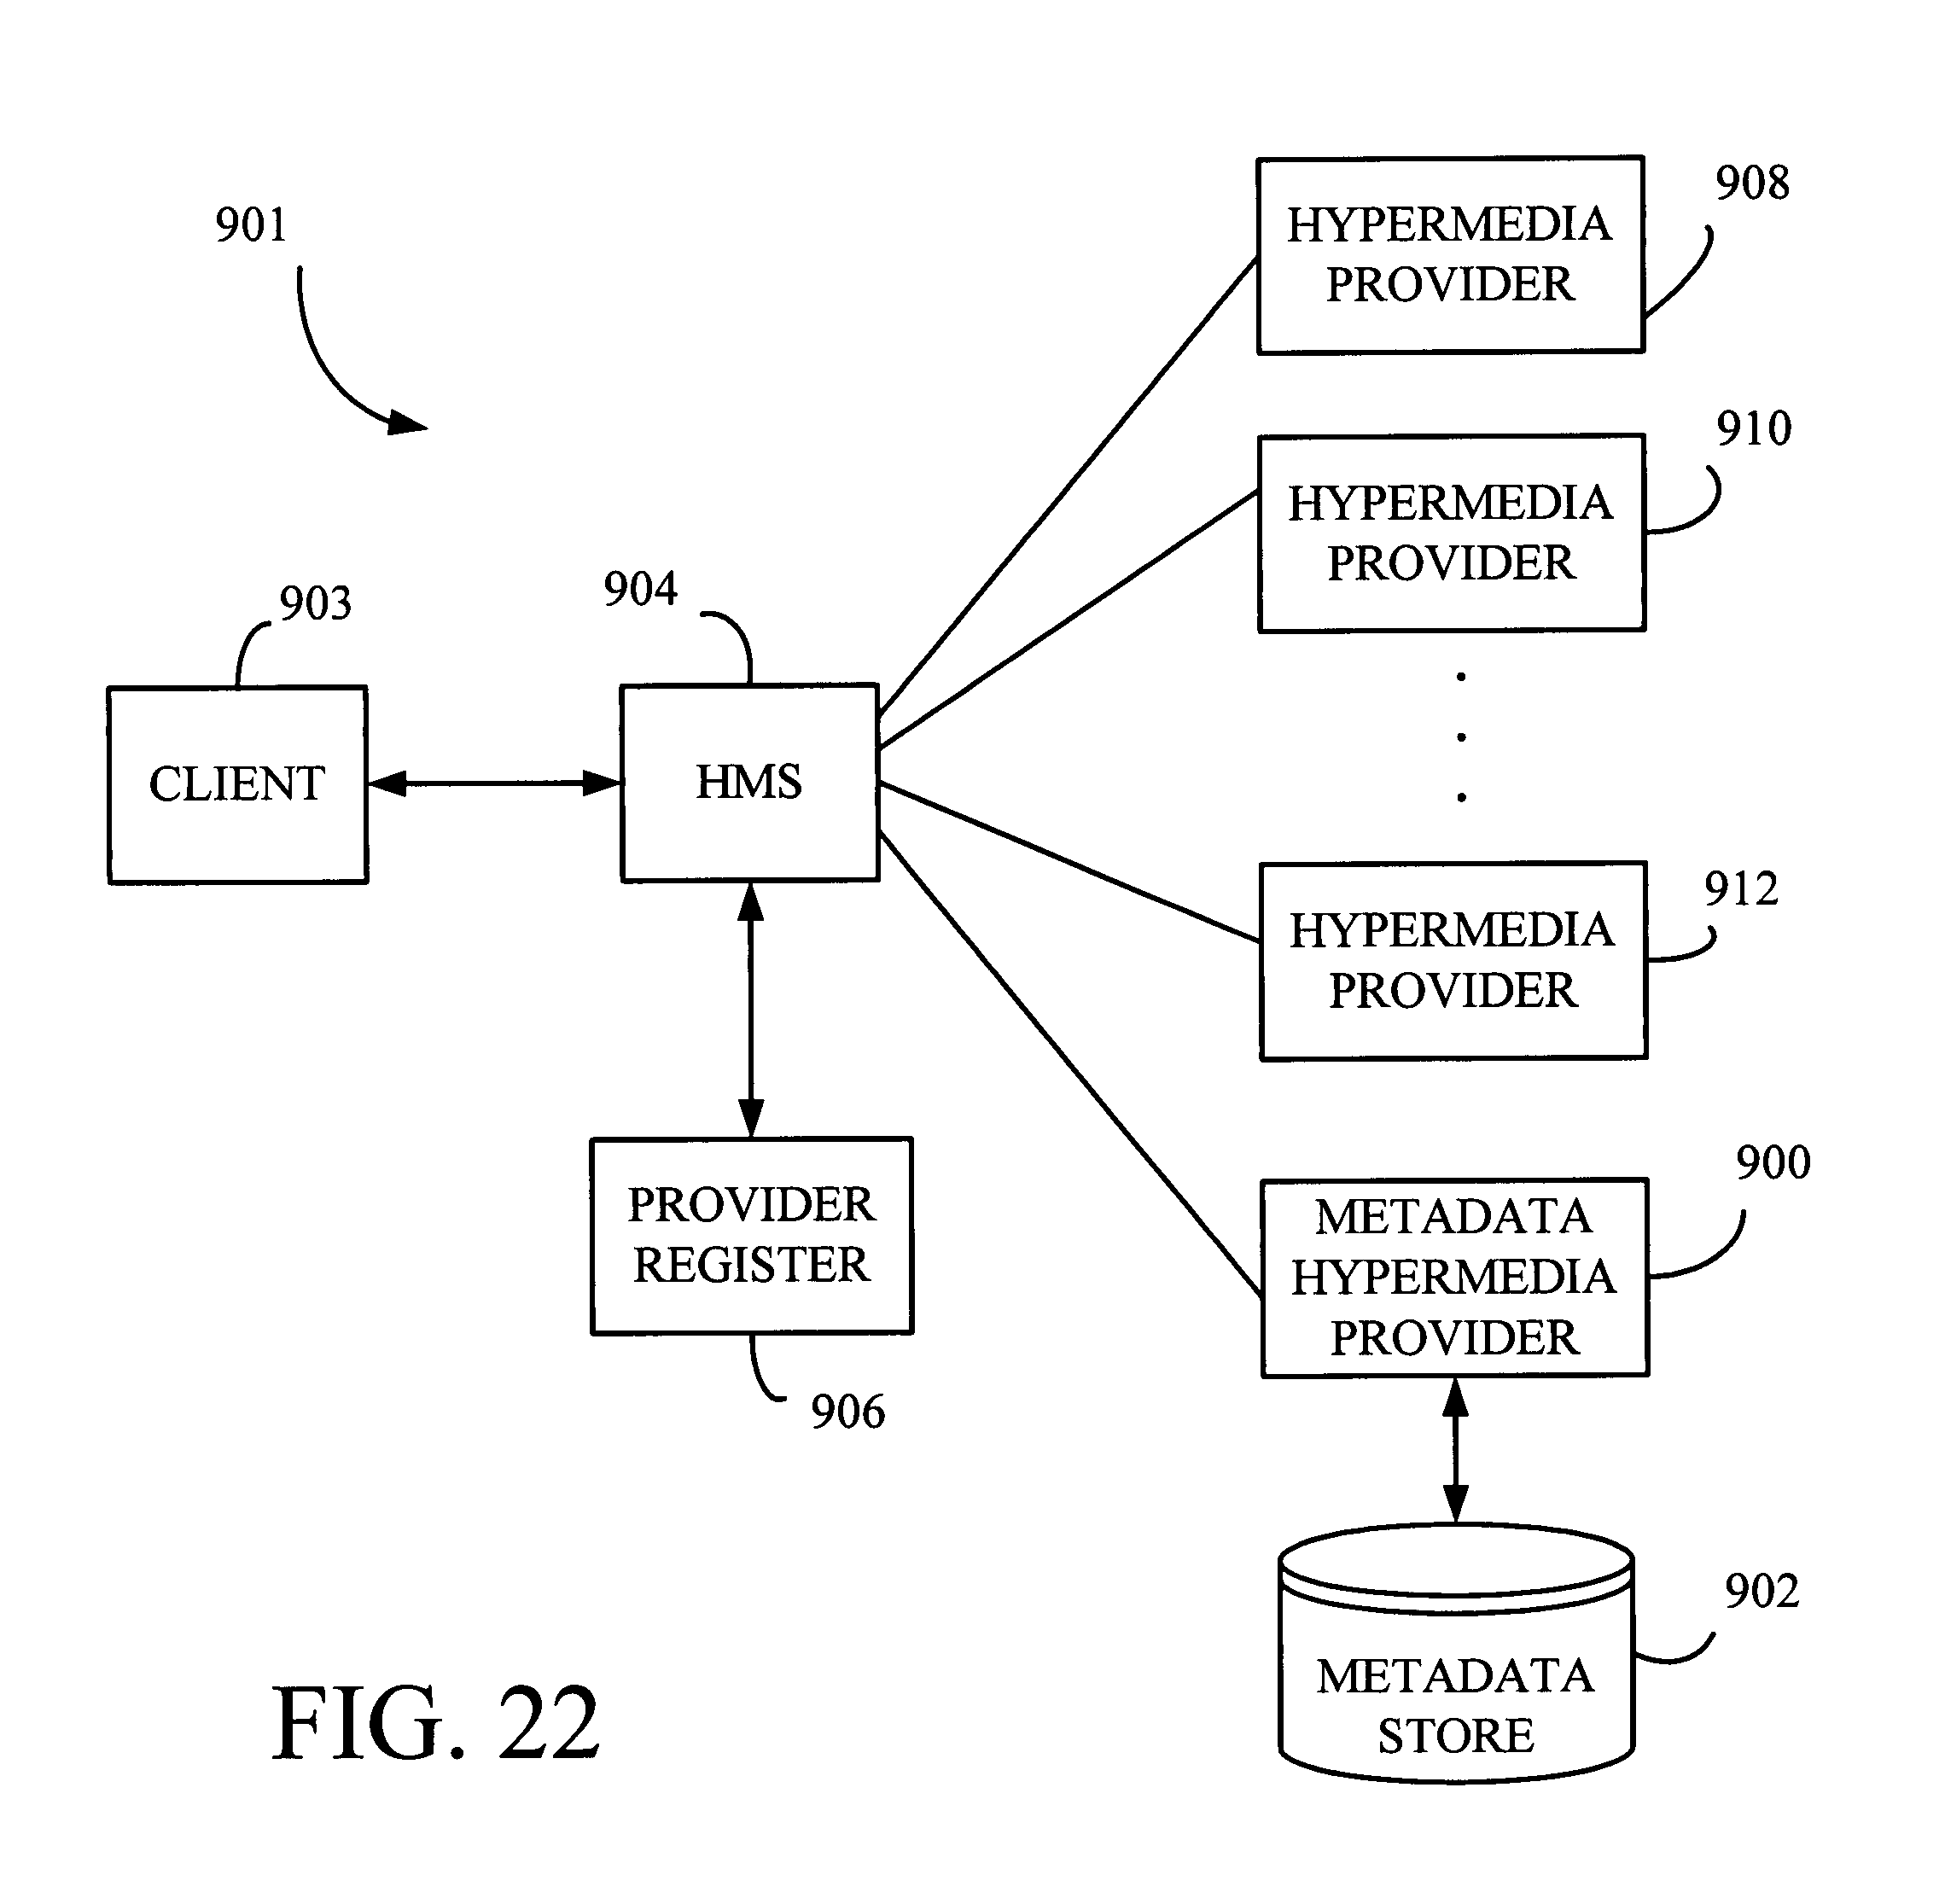 901
908
HYPERMEDIA
PROVIDER
910
HYPERMEDIA
PROVIDER
903
904
CLIENT
HMS
912
HYPERMEDIA
PROVIDER
900
PROVIDER
REGISTER
METADATA
HYPERMEDIA
PROVIDER
906
902
METADATA
STORE
FIG. 22